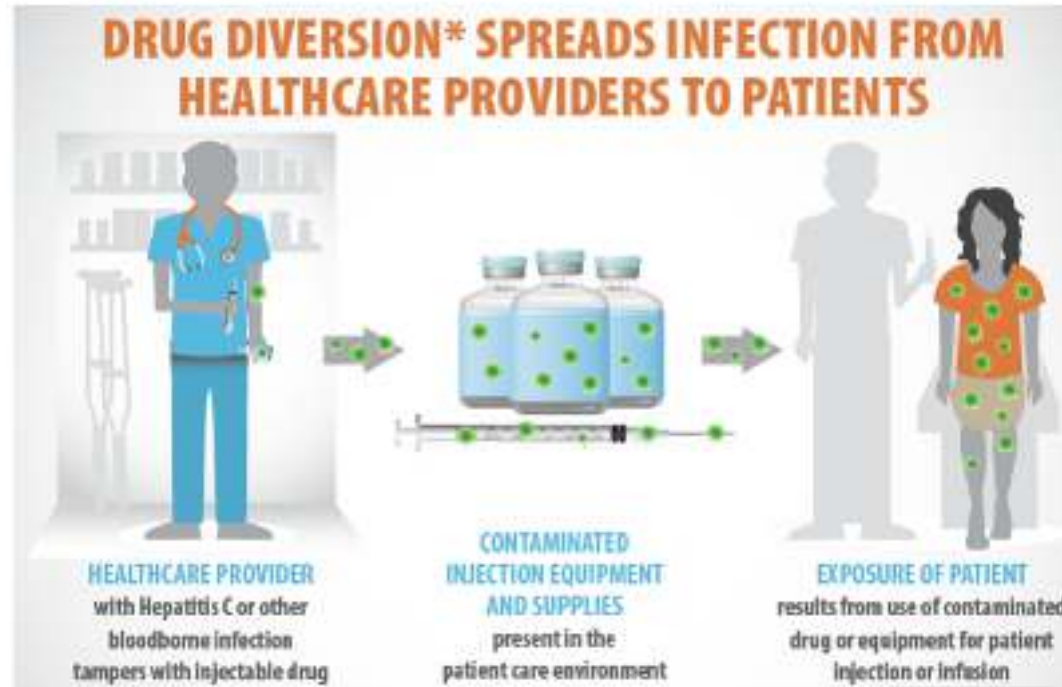 DRUG DIVERSION* SPREADS INFECTION FROM
HEALTHCARE PROVIDERS TO PATIENTS
HEALTHCARE PROVIDER
with Hepatitis C or other
bloodborne infection
tampers with injectable drug
CONTAMINATED
INJECTION EQUIPMENT
AND SUPPLIES
present in the
patient care environment
EXPOSURE OF PATIENT
results from use of contaminated
drug or equipment for patient
injection or infusion